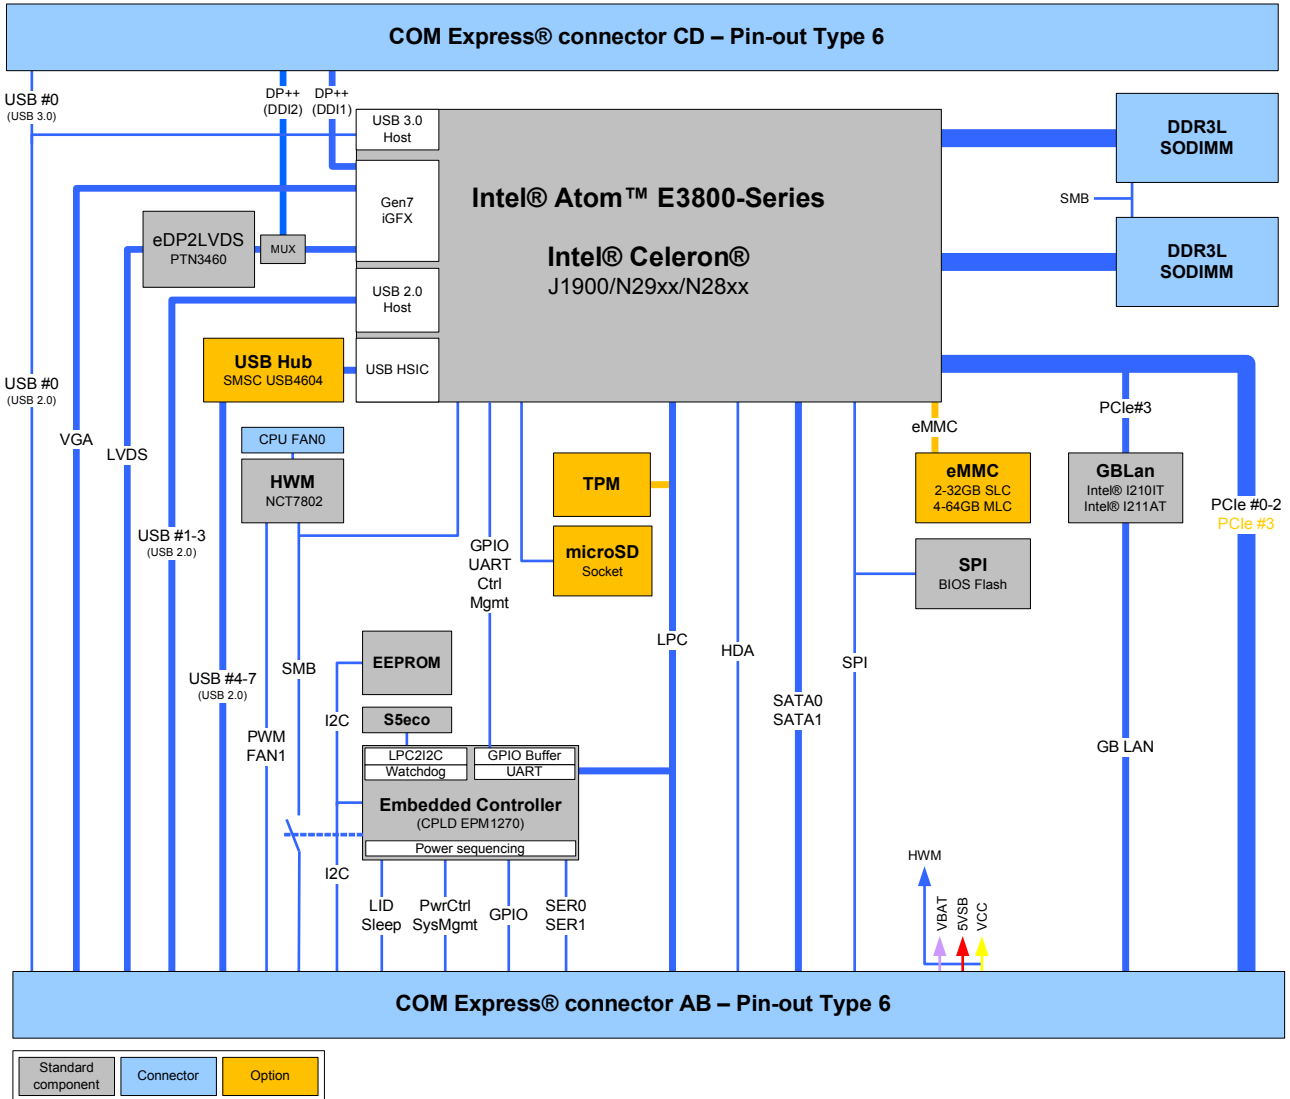 COM Express® connector CD – Pin-out Type 6
USB #0
(USB 3.0)
DP++
(DDI2)
DP++
(DDI1)
USB 3.0
Host
Gen7
iGFX
Intel® Atom™ E3800-Series
Intel® Celeron®
J1900/N29xx/N28xx
DDR3L
SODIMM
SMB
DDR3L
SODIMM
eDP2LVDS
PTN3460
MUX
USB 2.0
Host
USB Hub
SMSC USB4604
USB HSIC
USB #0
(USB 2.0)
VGA
LVDS
CPU FAN0
HWM
NCT7802
USB #1-3
(USB 2.0)
GPIO
UART
Ctrl
Mgmt
TPM
microSD
Socket
eMMC
eMMC
2-32GB SLC
4-64GB MLC
PCIe#3
GBLan
Intel® I210IT
Intel® I211AT
PCIe #0-2
PCIe #3
SPI
BIOS Flash
USB #4-7
(USB 2.0)
SMB
EEPROM
I2C
S5eco
PWM
FAN1
LPC
HDA
SATA0
SATA1
SPI
GB LAN
LPC2I2C
Watchdog
GPIO Buffer
UART
Embedded Controller
(CPLD EPM1270)
Power sequencing
I2C
LID
Sleep
PwrCtrl
SysMgmt
GPIO
SER0
SER1
HWM
VBAT
5VSB
VCC
COM Express® connector AB – Pin-out Type 6
Standard
component
Connector
Option